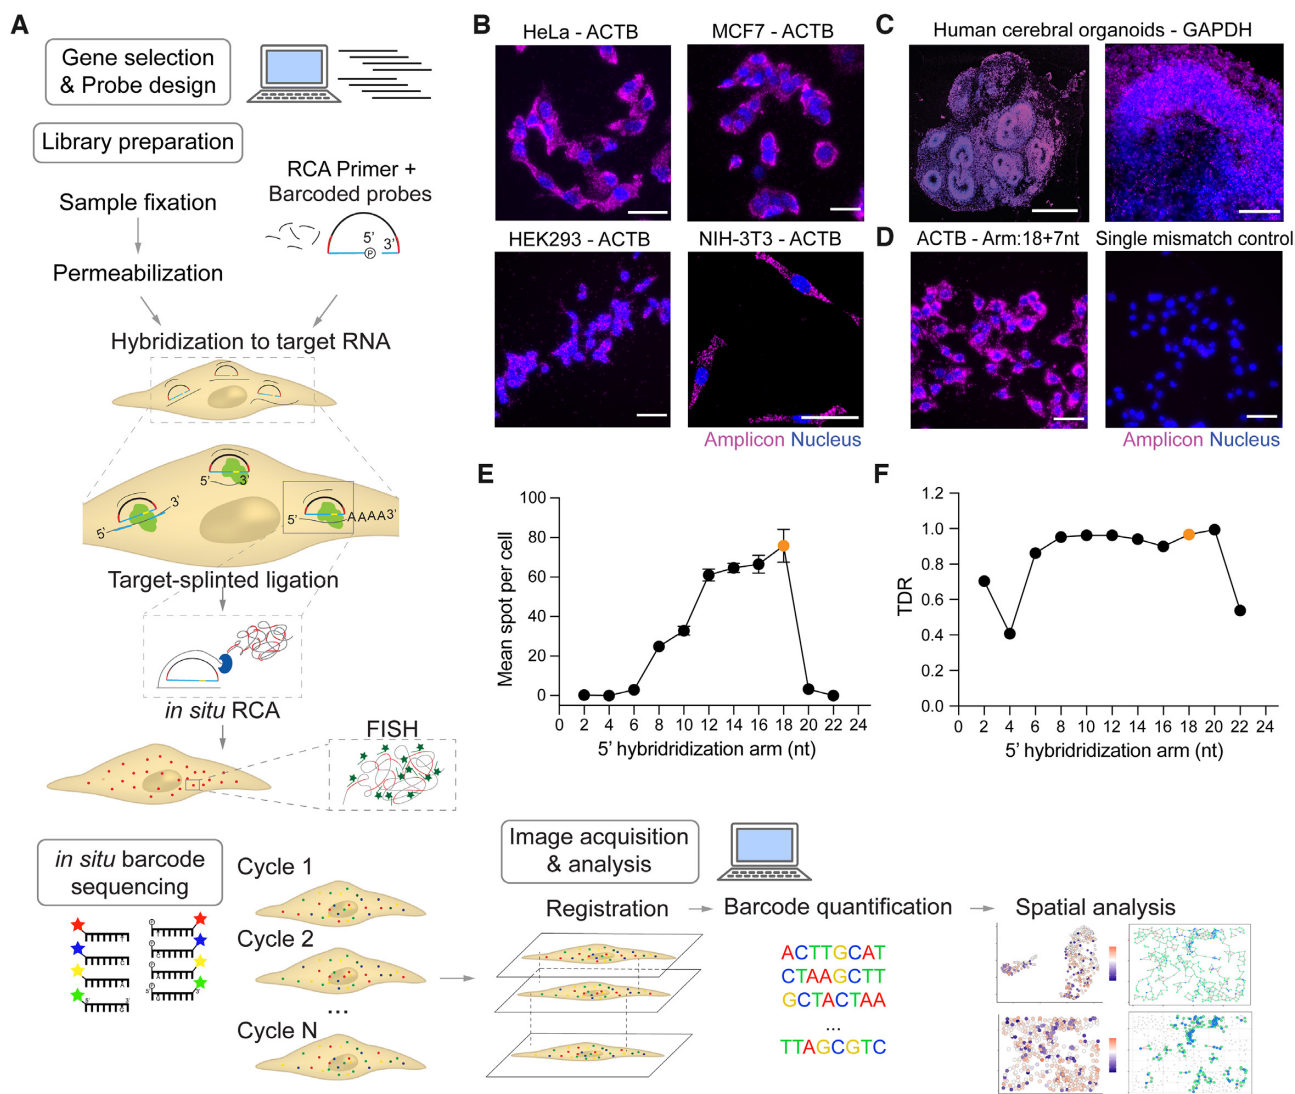 A
Gene selection
& Probe design
Library preparation
Sample fixation
Permeabilization
RCA Primer +
Barcoded probes
5' 3'
P
Hybridization to target RNA
5' 3'
5' 3'
5' AAAA3'
Target-splinted ligation
in situ RCA
FISH
in situ barcode
sequencing
Cycle 1
Cycle 2
...
Cycle N
B
HeLa - ACTB
MCF7 - ACTB
HEK293 - ACTB
NIH-3T3 - ACTB
Amplicon Nucleus
C
Human cerebral organoids - GAPDH
D
ACTB - Arm:18+7nt
Single mismatch control
Amplicon Nucleus
E
Mean spot per cell
100
80
60
40
20
0
0 2 4 6 8 10 12 14 16 18 20 22 24
5' hybridridization arm (nt)
F
TDR
1.2
1.0
0.8
0.6
0.4
0.2
0.0
0 2 4 6 8 10 12 14 16 18 20 22 24
5' hybridridization arm (nt)
Image acquisition
& analysis
Registration
Barcode quantification
Spatial analysis
ACTTGCAT
CTAAGCTT
GCTACTAA
...
TTAGCGTC